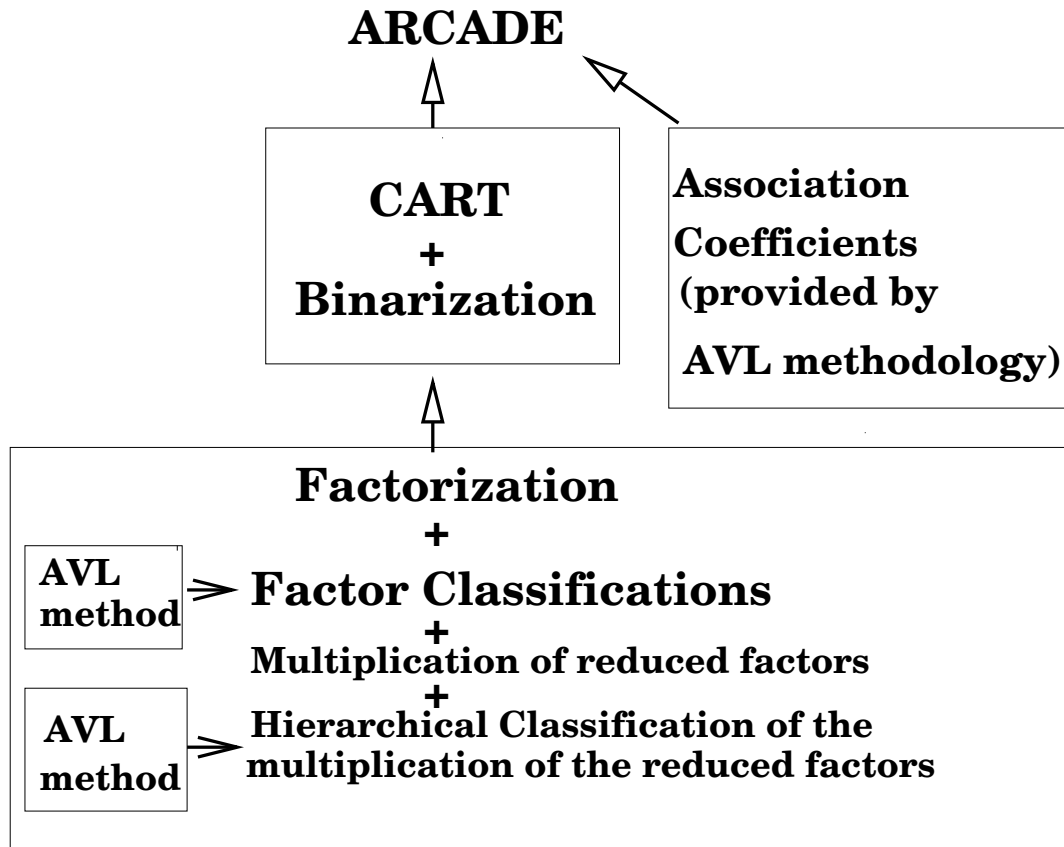 ARCADE
CART
+
Binarization
Association
Coefficients
(provided by
AVL methodology)
Factorization
+
AVL
method
Factor Classifications
+
Multiplication of reduced factors
+
AVL
method
Hierarchical Classification of the
multiplication of the reduced factors